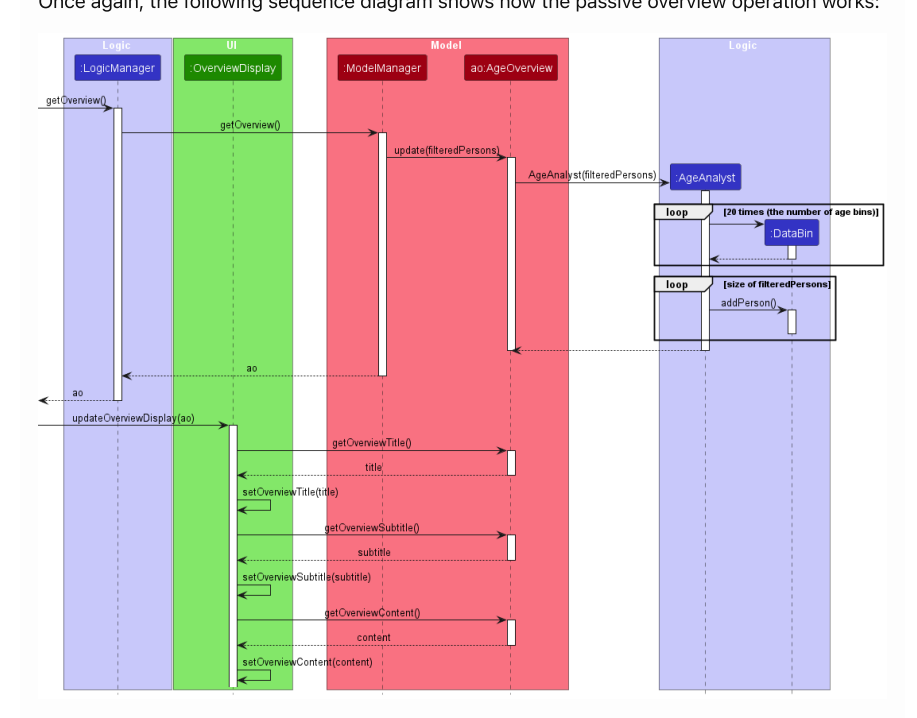 Once again, the following sequence diagram shows how the passive overview operation works:
Logic
UI
Model
Logic
:LogicManager
:OverviewDisplay
:ModelManager
ao:AgeOverview
getOverview()
getOverview()
update(filteredPersons)
AgeAnalyst(filteredPersons)
:AgeAnalyst
loop
[20 times (the number of age bins)]
:DataBin
loop
[size of filteredPersons]
addPerson()
ao
ao
updateOverviewDisplay(ao)
getOverviewTitle()
title
setOverviewTitle(title)
getOverviewSubtitle()
subtitle
setOverviewSubtitle(subtitle)
getOverviewContent()
content
setOverviewContent(content)